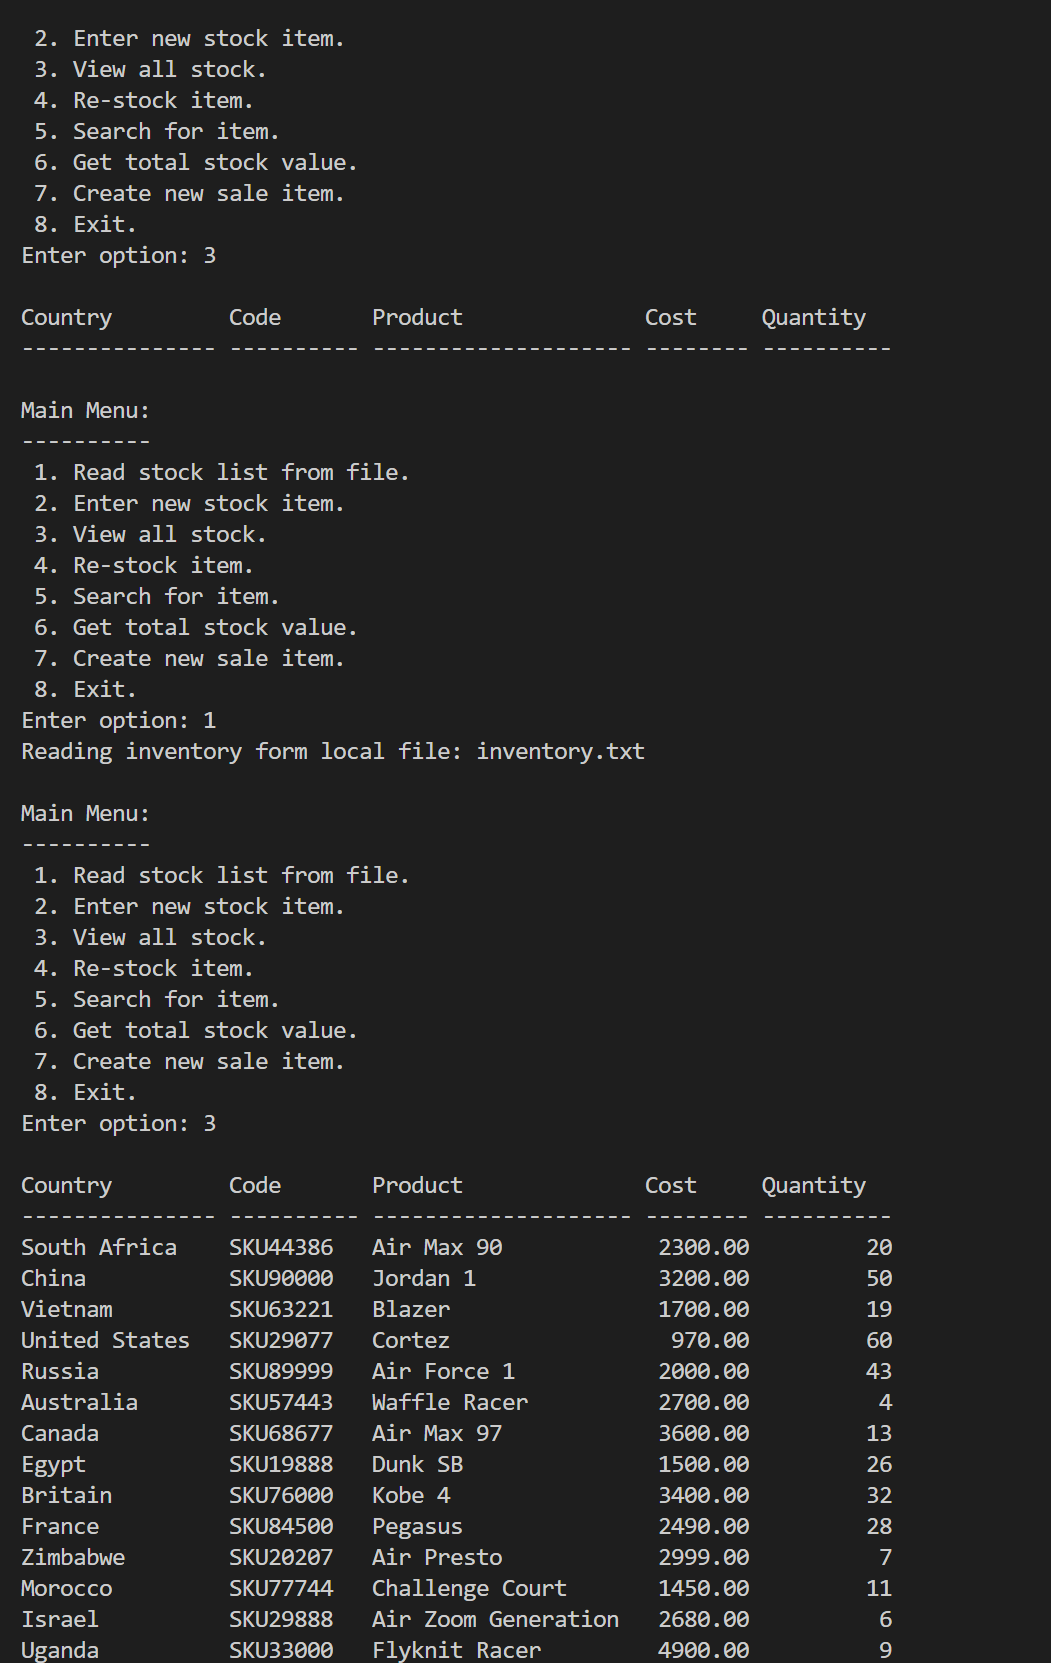 2. Enter new stock item.
3. View all stock.
4. Re-stock item.
5. Search for item.
6. Get total stock value.
7. Create new sale item.
8. Exit.
Enter option: 3
Country Code Product Cost Quantity
--------------- ---------- -------------------- -------- ----------
Main Menu:
----------
1. Read stock list from file.
2. Enter new stock item.
3. View all stock.
4. Re-stock item.
5. Search for item.
6. Get total stock value.
7. Create new sale item.
8. Exit.
Enter option: 1
Reading inventory form local file: inventory.txt
Main Menu:
----------
1. Read stock list from file.
2. Enter new stock item.
3. View all stock.
4. Re-stock item.
5. Search for item.
6. Get total stock value.
7. Create new sale item.
8. Exit.
Enter option: 3
Country Code Product Cost Quantity
--------------- ---------- -------------------- -------- ----------
South Africa SKU44386 Air Max 90 2300.00 20
China SKU90000 Jordan 1 3200.00 50
Vietnam SKU63221 Blazer 1700.00 19
United States SKU29077 Cortez 970.00 60
Russia SKU89999 Air Force 1 2000.00 43
Australia SKU57443 Waffle Racer 2700.00 4
Canada SKU68677 Air Max 97 3600.00 13
Egypt SKU19888 Dunk SB 1500.00 26
Britain SKU76000 Kobe 4 3400.00 32
France SKU84500 Pegasus 2490.00 28
Zimbabwe SKU20207 Air Presto 2999.00 7
Morocco SKU77744 Challenge Court 1450.00 11
Israel SKU29888 Air Zoom Generation 2680.00 6
Uganda SKU33000 Flyknit Racer 4900.00 9